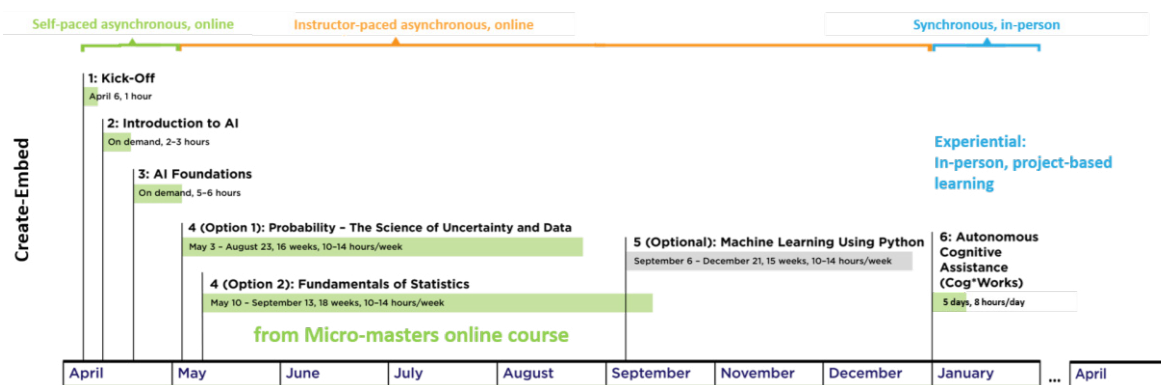 Self-paced asynchronous, online
Instructor-paced asynchronous, online
Synchronous, in-person
Create-Embed
1: Kick-Off
April 6, 1 hour
2: Introduction to AI
On demand, 2–3 hours
3: AI Foundations
On demand, 5–6 hours
4 (Option 1): Probability – The Science of Uncertainty and Data
May 3 – August 23, 16 weeks, 10–14 hours/week
4 (Option 2): Fundamentals of Statistics
May 10 – September 13, 18 weeks, 10–14 hours/week
from Micro-masters online course
5 (Optional): Machine Learning Using Python
September 6 – December 21, 15 weeks, 10–14 hours/week
Experiential:
In-person, project-based
learning
6: Autonomous
Cognitive
Assistance
(Cog*Works)
5 days, 8 hours/day
April May June July August September November December January ... April